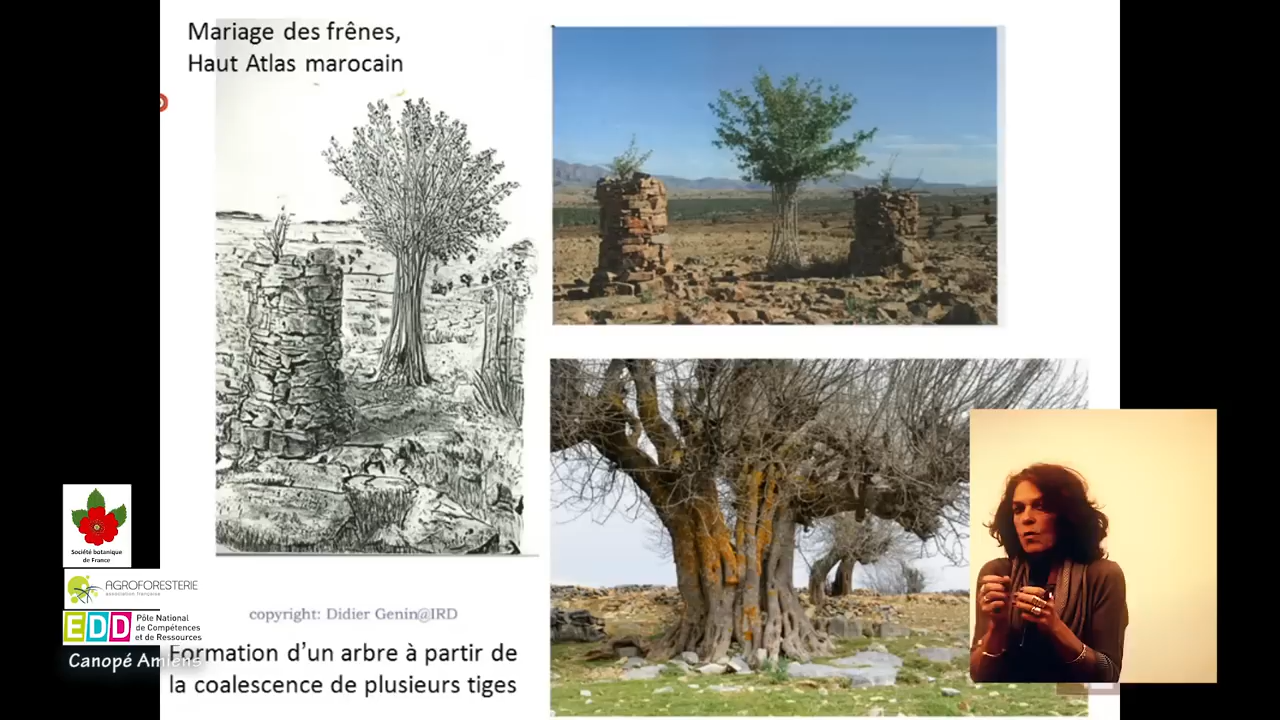 Mariage des frênes,
Haut Atlas marocain
copyright: Didier Genin@IRD
Formation d'un arbre à partir de
la coalescence de plusieurs tiges
Société botanique
de France
AGROFORESTERIE
association française
EDD
Pôle National
de Compétences
et de Ressources
Canopé Amiens